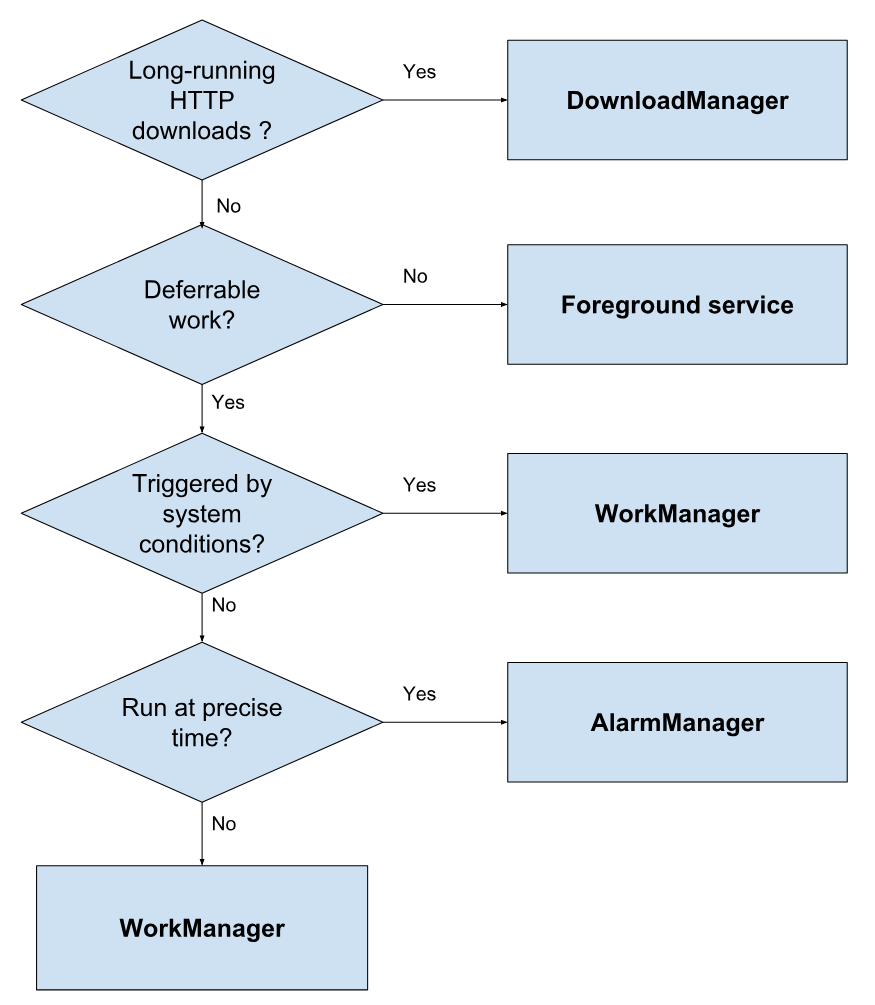 Long-running
HTTP
downloads ?
Yes
DownloadManager
No
Deferrable
work?
No
Foreground service
Yes
Triggered by
system
conditions?
Yes
WorkManager
No
Run at precise
time?
Yes
AlarmManager
No
WorkManager